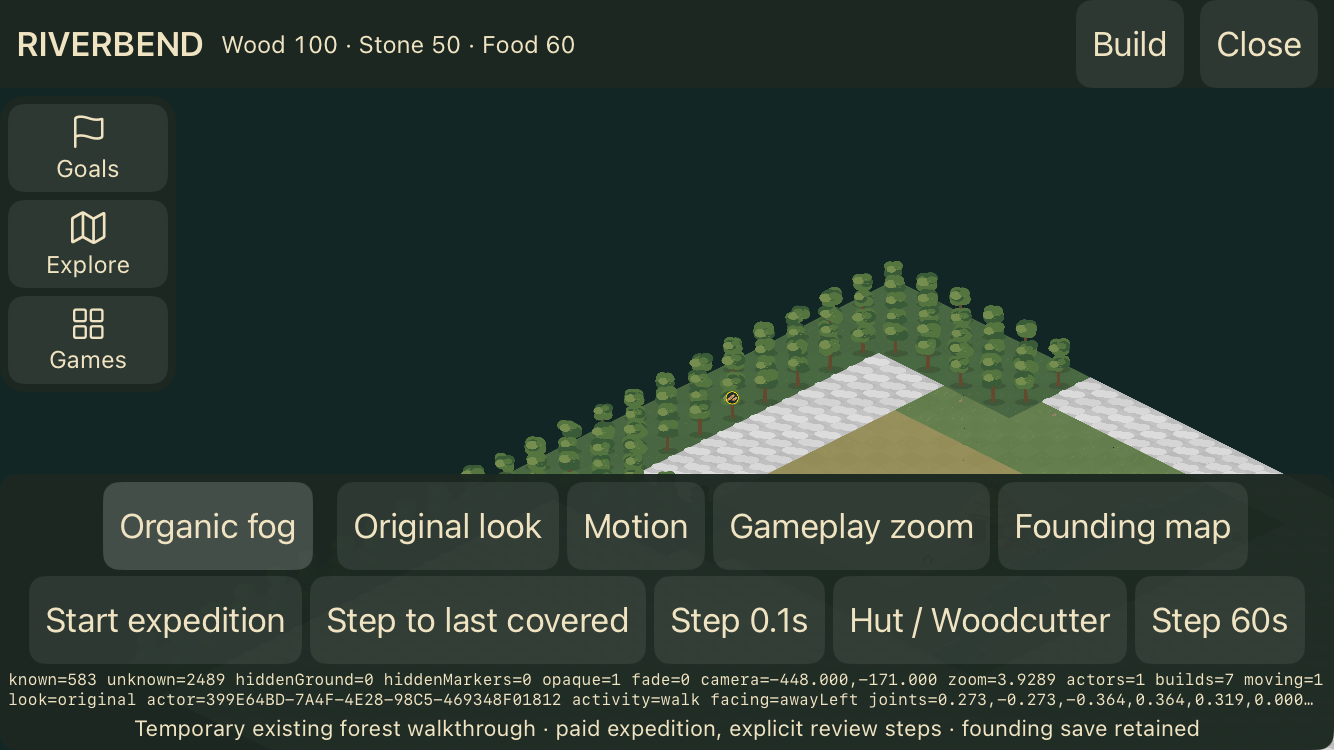 RIVERBEND Wood 100 · Stone 50 · Food 60 Build Close
Goals
Explore
Games
Organic fog Original look Motion Gameplay zoom Founding map
Start expedition Step to last covered Step 0.1s Hut / Woodcutter Step 60s
known=583 unknown=2489 hiddenGround=0 hiddenMarkers=0 opaque=1 fade=0 camera=-448.000,-171.000 zoom=3.9289 actors=1 builds=7 moving=1
look=original actor=399E64BD-7A4F-4E28-98C5-469348F01812 activity=walk facing=awayLeft joints=0.273,-0.273,-0.364,0.364,0.319,0.000…
Temporary existing forest walkthrough · paid expedition, explicit review steps · founding save retained